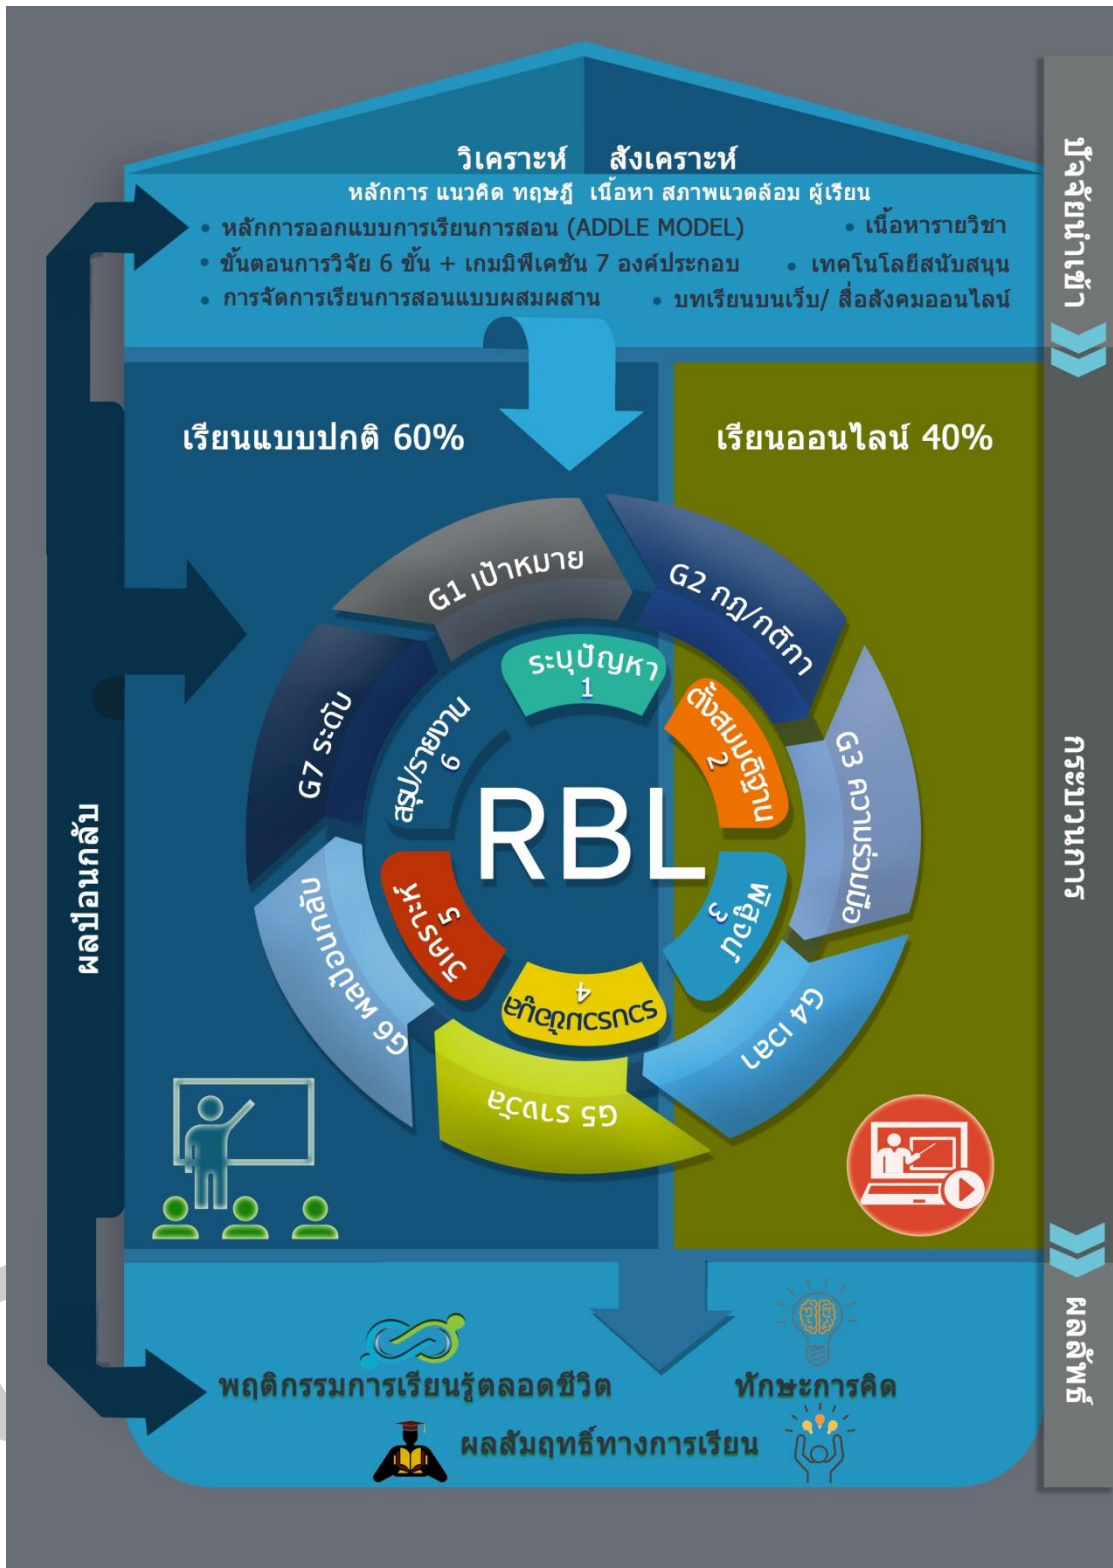 วิเคราะห์ สังเคราะห์
หลักการ แนวคิด ทฤษฎี เนื้อหา สภาพแวดล้อม ผู้เรียน
• หลักการออกแบบการเรียนการสอน (ADDLE MODEL)
• เนื้อหารายวิชา
• ขั้นตอนการวิจัย 6 ขั้น + เกมมิพีเคชัน 7 องค์ประกอบ
• เทคโนโลยีสนับสนุน
• การจัดการเรียนการสอนแบบผสมผสาน
• บทเรียนบนเว็บ/ สื่อสังคมออนไลน์
ปัจจัยนำเข้า
เรียนแบบปกติ 60%
เรียนออนไลน์ 40%
G1 เป้าหมาย
G2 กฎ/กติกา
G3 ความร่วมมือ
G4 เวลา
G5 รางวัล
G6 ผลป้อนกลับ
G7 ระดับ
ระบุปัญหา
1
ตั้งสมมติฐาน
2
พิสูจน์
3
รวบรวมข้อมูล
4
วิเคราะห์
5
สรุป/รายงาน
6
RBL
กระบวนการ
ผลป้อนกลับ
พฤติกรรมการเรียนรู้ตลอดชีวิต
ทักษะการคิด
ผลสัมฤทธิ์ทางการเรียน
ผลลัพธ์